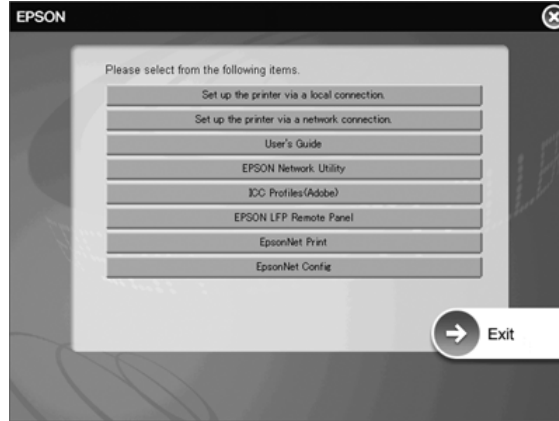 EPSON
Please select from the following items.
Set up the printer via a local connection.
Set up the printer via a network connection.
User's Guide
EPSON Network Utility
ICC Profiles(Adobe)
EPSON LFP Remote Panel
EpsonNet Print
EpsonNet Config
Exit